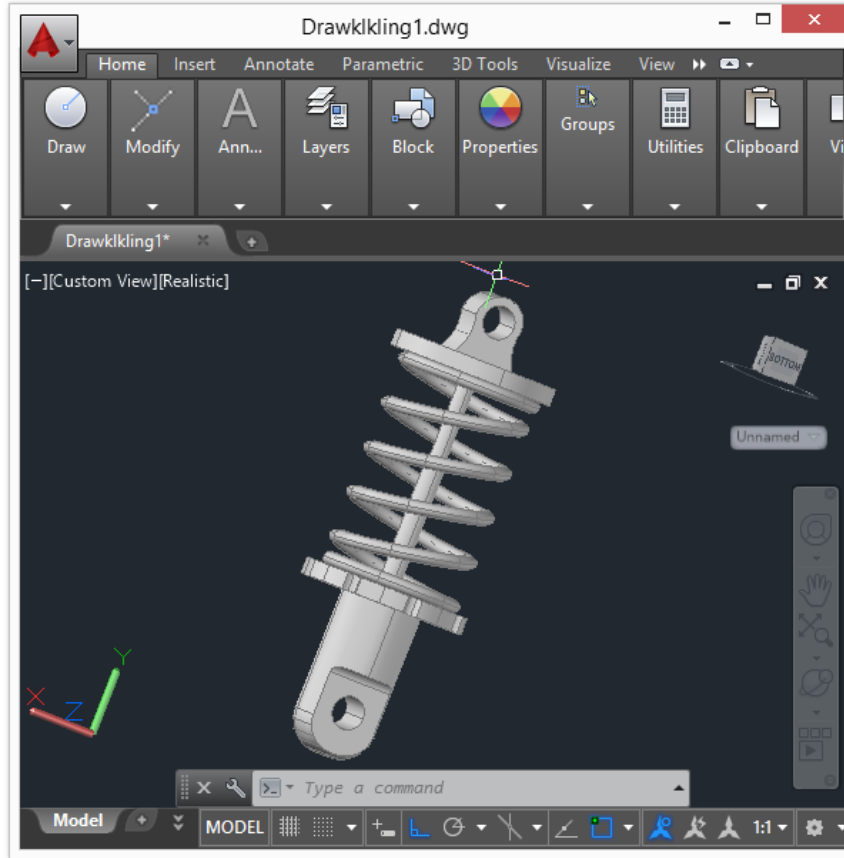 Drawklkling1.dwg
Home Insert Annotate Parametric 3D Tools Visualize View
Draw Modify Ann... Layers Block Properties Groups Utilities Clipboard Vi
Drawklkling1*
[−][Custom View][Realistic]
BOTTOM
Unnamed
Y
X Z
Type a command
Model MODEL 1:1